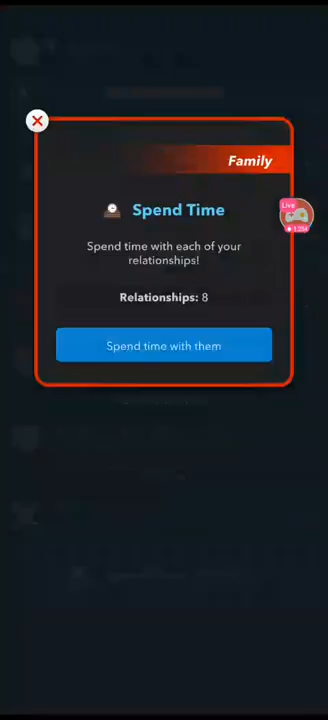 Family
Spend Time
Spend time with each of your
relationships!
Relationships: 8
Spend time with them
Live